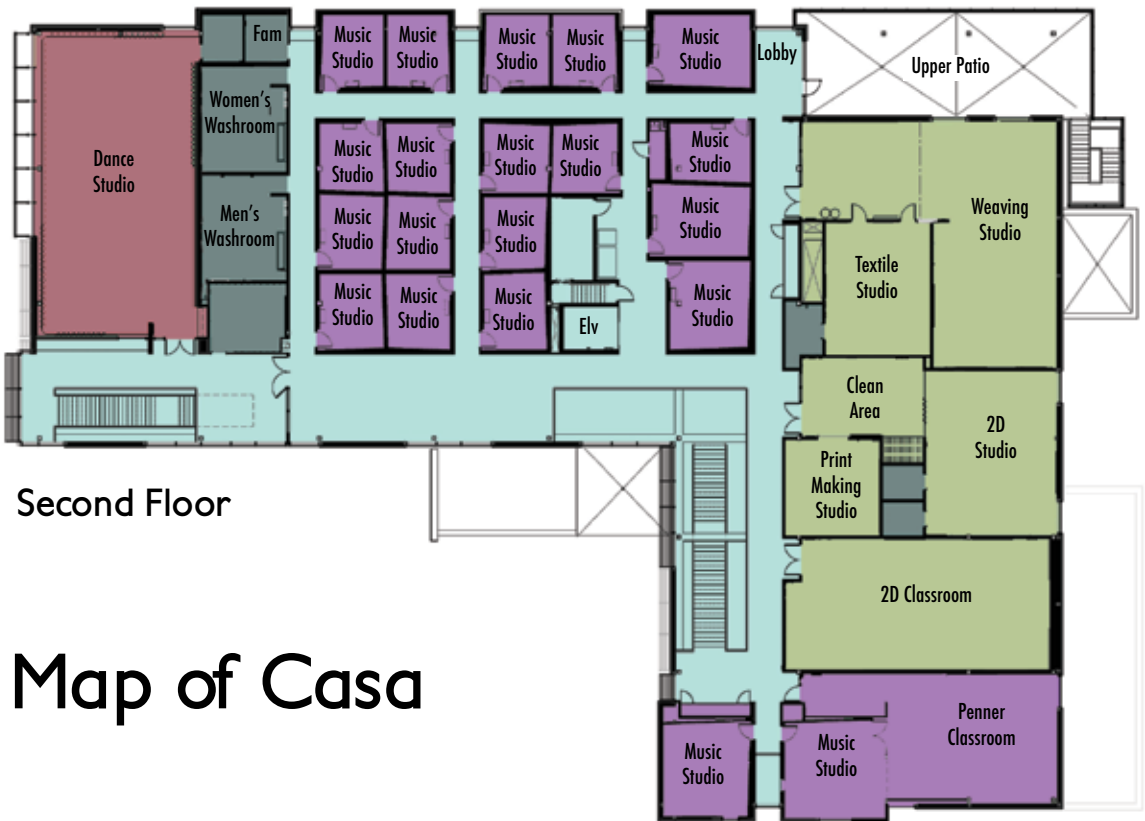 Fam
Music
Studio
Music
Studio
Music
Studio
Music
Studio
Music
Studio
Lobby
Upper Patio
Women's
Washroom
Dance
Studio
Music
Studio
Music
Studio
Music
Studio
Music
Studio
Music
Studio
Men's
Washroom
Music
Studio
Music
Studio
Music
Studio
Music
Studio
Weaving
Studio
Textile
Studio
Music
Studio
Music
Studio
Music
Studio
Elv
Music
Studio
Clean
Area
2D
Studio
Print
Making
Studio
Second Floor
2D Classroom
Map of Casa
Music
Studio
Music
Studio
Penner
Classroom